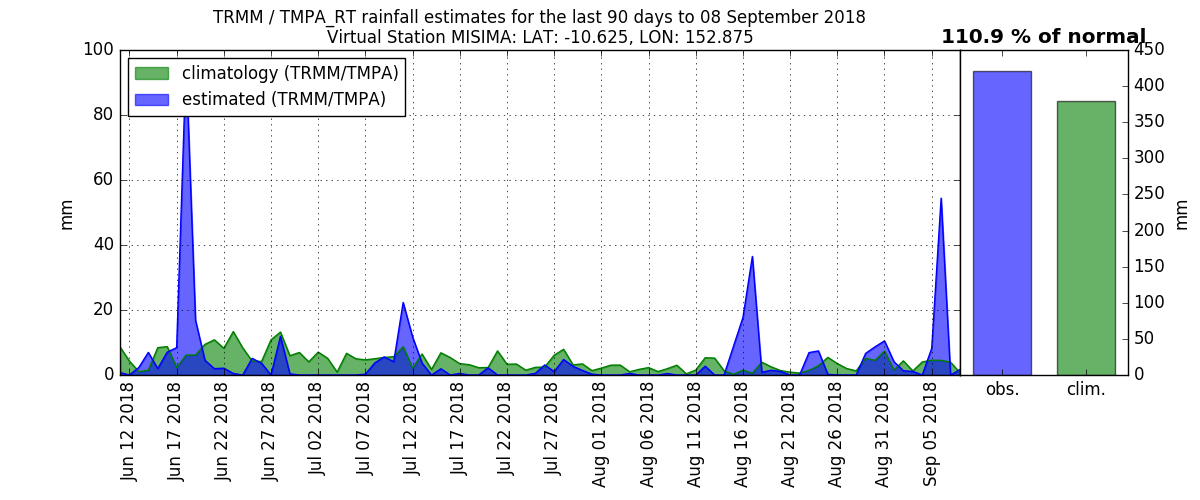 TRMM / TMPA_RT rainfall estimates for the last 90 days to 08 September 2018
Virtual Station MISIMA: LAT: -10.625, LON: 152.875
110.9 % of normal
climatology (TRMM/TMPA)
estimated (TRMM/TMPA)
100
80
60
40
20
0
mm
450
400
350
300
250
200
150
100
50
0
mm
Jun 12 2018
Jun 17 2018
Jun 22 2018
Jun 27 2018
Jul 02 2018
Jul 07 2018
Jul 12 2018
Jul 17 2018
Jul 22 2018
Jul 27 2018
Aug 01 2018
Aug 06 2018
Aug 11 2018
Aug 16 2018
Aug 21 2018
Aug 26 2018
Aug 31 2018
Sep 05 2018
obs.
clim.